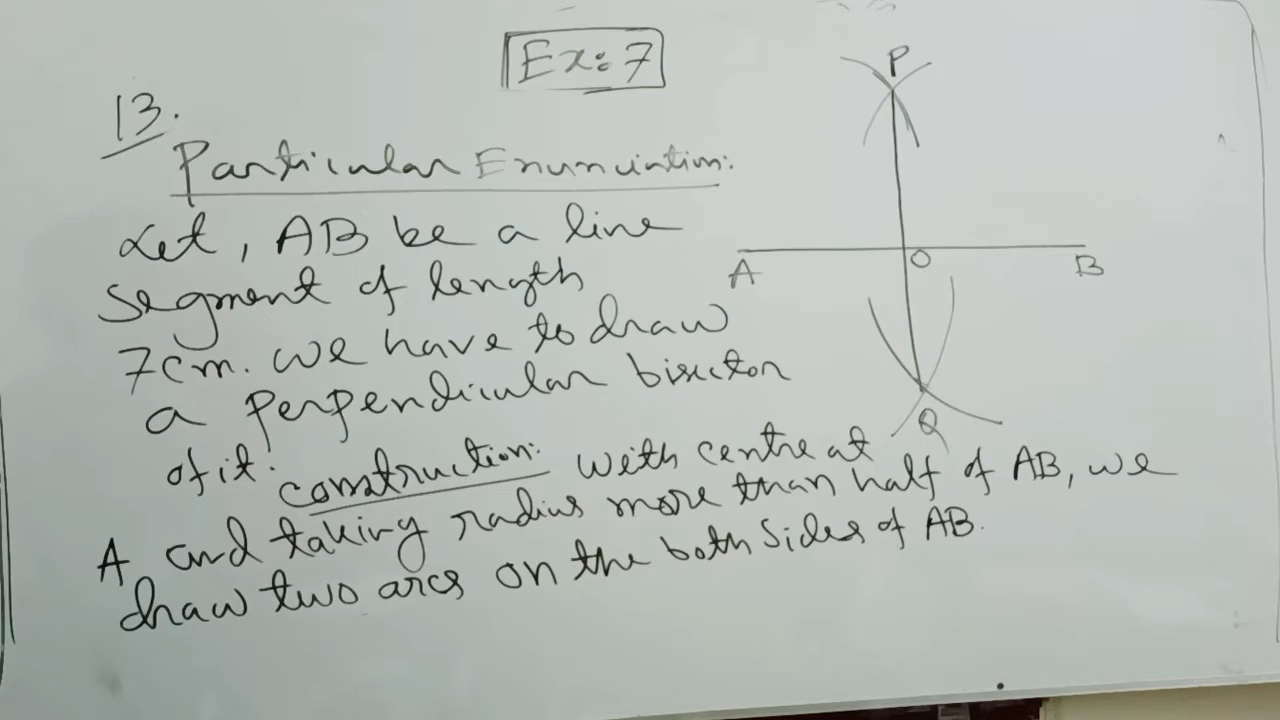 Ex: 7
13.
Particular Enunciation:
Let, AB be a line
segment of length
7cm. we have to draw
a perpendicular bisector
of it.
construction: with centre at
A and taking radius more than half of AB, we
draw two arcs on the both sides of AB.
P
A
O
B
Q